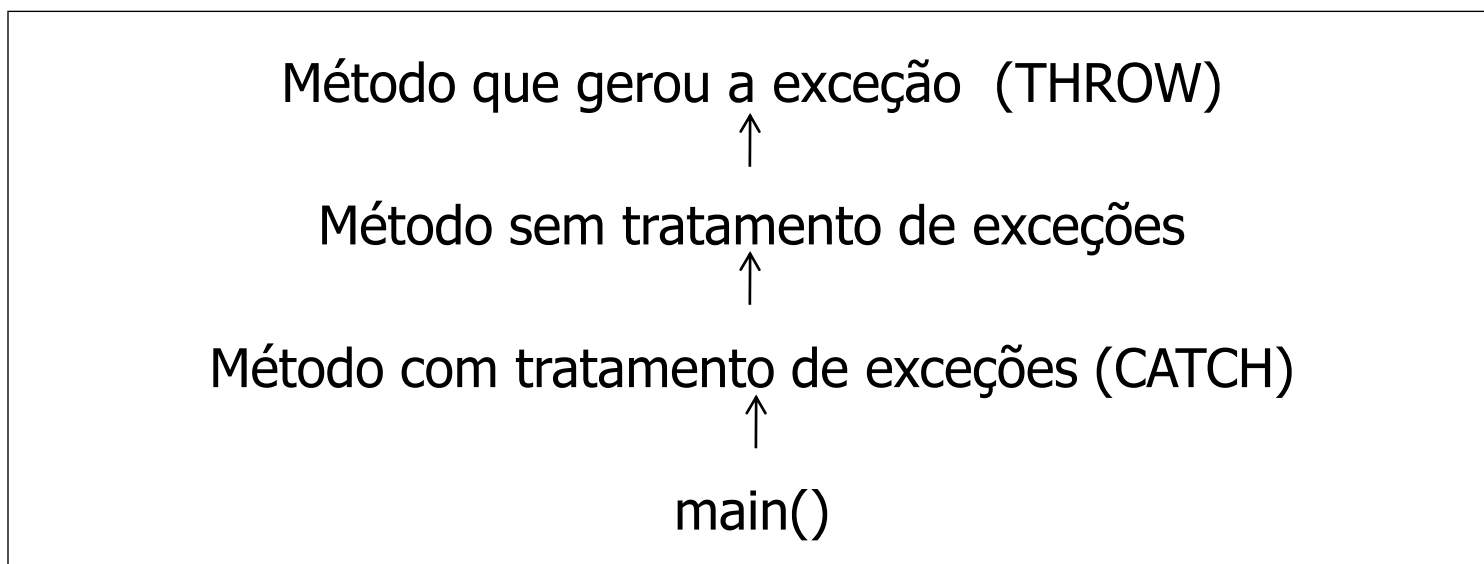 Método que gerou a exceção (THROW)
Método sem tratamento de exceções
Método com tratamento de exceções (CATCH)
main()